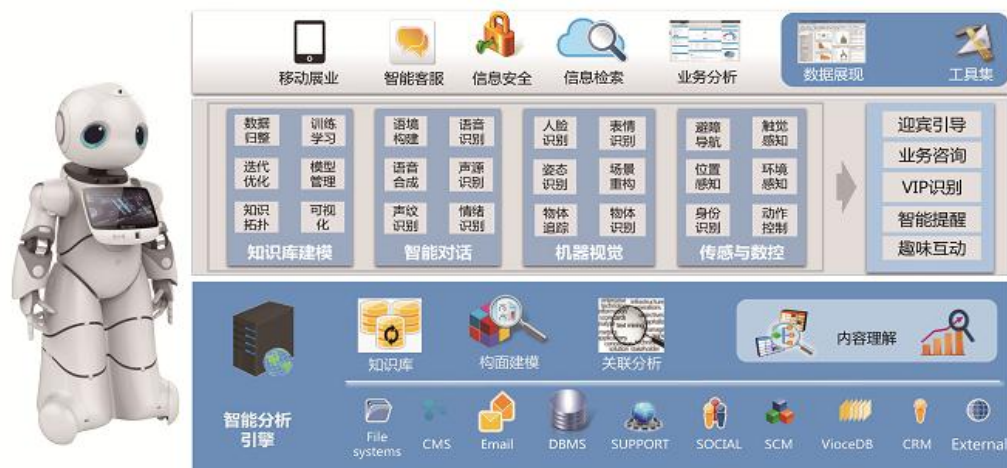 移动展业 智能客服 信息安全 信息检索 业务分析 数据展现 工具集
数据 训练 语境 语音 人脸 表情 避障 触觉
归整 学习 构建 识别 识别 识别 导航 感知
迭代 模型 语音 声源 姿态 场景 位置 环境
优化 管理 合成 识别 识别 重构 感知 感知
知识 可视 声纹 情绪 物体 物体 身份 动作
拓扑 化 识别 识别 追踪 识别 识别 控制
知识库建模 智能对话 机器视觉 传感与数控
迎宾引导
业务咨询
VIP识别
智能提醒
趣味互动
知识库 构面建模 关联分析 内容理解
text mining
智能分析
引擎
File
systems CMS Email DBMS SUPPORT SOCIAL SCM VioceDB CRM External